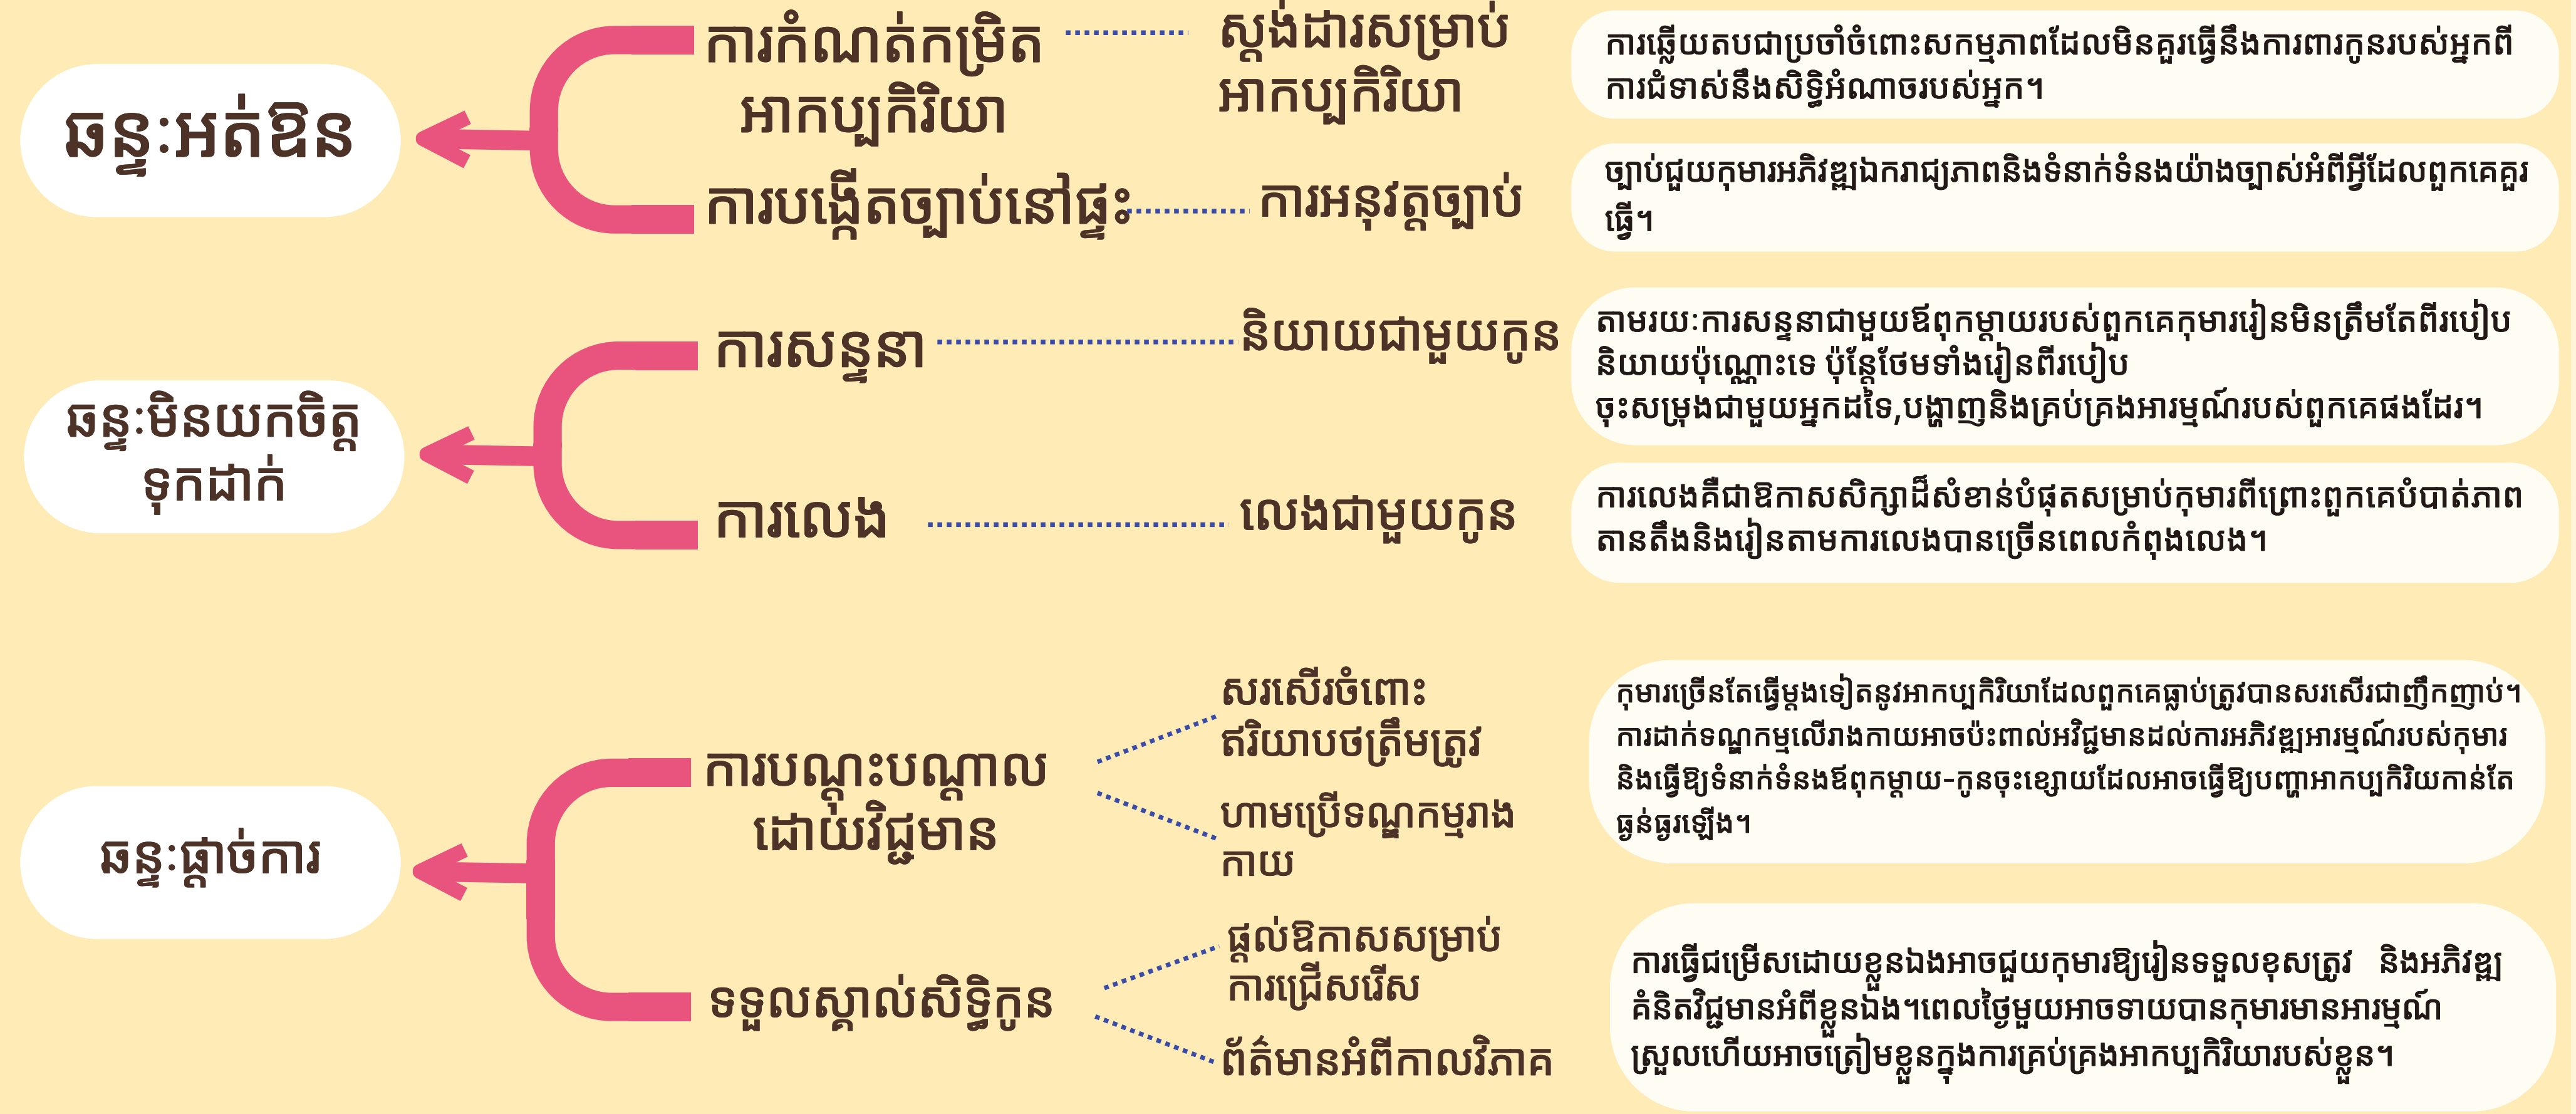 ឆន្ទៈអត់ឱន
ការកំណត់កម្រិត
អាកប្បកិរិយា
ស្តង់ដារសម្រាប់
អាកប្បកិរិយា
ការឆ្លើយតបជាប្រចាំចំពោះសកម្មភាពដែលមិនគួរធ្វើនឹងការពារកូនរបស់អ្នកពី
ការជំទាស់នឹងសិទ្ធិអំណាចរបស់អ្នក។
ការបង្កើតច្បាប់នៅផ្ទះ
ការអនុវត្តច្បាប់
ច្បាប់ជួយកុមារអភិវឌ្ឍឯករាជ្យភាពនិងទំនាក់ទំនងយ៉ាងច្បាស់អំពីអ្វីដែលពួកគេគួរ
ធ្វើ។
ឆន្ទៈមិនយកចិត្ត
ទុកដាក់
ការសន្ទនា
និយាយជាមួយកូន
តាមរយៈការសន្ទនាជាមួយឪពុកម្តាយរបស់ពួកគេកុមាររៀនមិនត្រឹមតែពីរបៀប
និយាយប៉ុណ្ណោះទេ ប៉ុន្តែថែមទាំងរៀនពីរបៀប
ចុះសម្រុងជាមួយអ្នកដទៃ,បង្ហាញនិងគ្រប់គ្រងអារម្មណ៍របស់ពួកគេផងដែរ។
ការលេង
លេងជាមួយកូន
ការលេងគឺជាឱកាសសិក្សាដ៏សំខាន់បំផុតសម្រាប់កុមារពីព្រោះពួកគេបំបាត់ភាព
តានតឹងនិងរៀនតាមការលេងបានច្រើនពេលកំពុងលេង។
ឆន្ទៈផ្តាច់ការ
ការបណ្តុះបណ្តាល
ដោយវិជ្ជមាន
សរសើរចំពោះ
ឥរិយាបថត្រឹមត្រូវ
ហាមប្រើទណ្ឌកម្មរាង
កាយ
កុមារច្រើនតែធ្វើម្តងទៀតនូវអាកប្បកិរិយាដែលពួកគេធ្លាប់ត្រូវបានសរសើរជាញឹកញាប់។
ការដាក់ទណ្ឌកម្មលើរាងកាយអាចប៉ះពាល់អវិជ្ជមានដល់ការអភិវឌ្ឍអារម្មណ៍របស់កុមារ
និងធ្វើឱ្យទំនាក់ទំនងឪពុកម្តាយ-កូនចុះខ្សោយដែលអាចធ្វើឱ្យបញ្ហាអាកប្បកិរិយកាន់តែ
ធ្ងន់ធ្ងរឡើង។
ទទួលស្គាល់សិទ្ធិកូន
ផ្តល់ឱកាសសម្រាប់
ការជ្រើសរើស
ព័ត៌មានអំពីកាលវិភាគ
ការធ្វើជម្រើសដោយខ្លួនឯងអាចជួយកុមារឱ្យរៀនទទួលខុសត្រូវ និងអភិវឌ្ឍ
គំនិតវិជ្ជមានអំពីខ្លួនឯង។ពេលថ្ងៃមួយអាចទាយបានកុមារមានអារម្មណ៍
ស្រួលហើយអាចត្រៀមខ្លួនក្នុងការគ្រប់គ្រងអាកប្បកិរិយារបស់ខ្លួន។